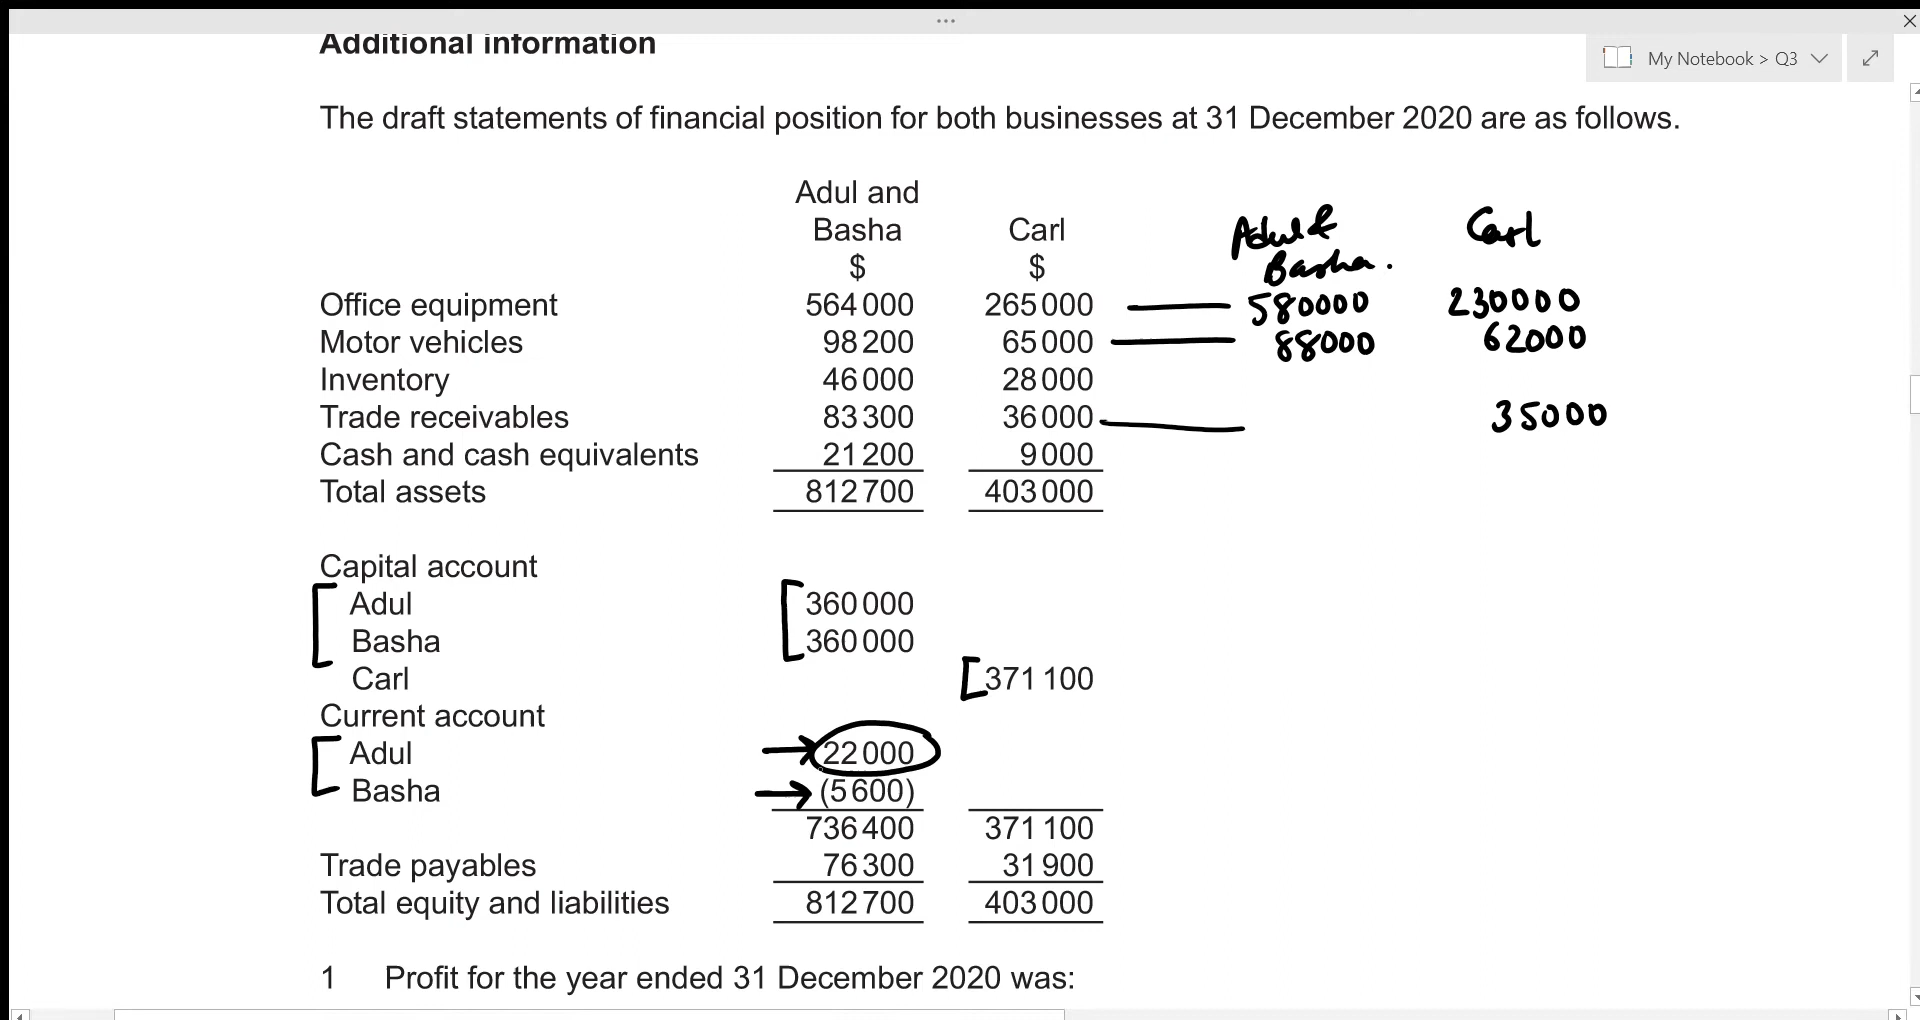 ...
Additional information
My Notebook > Q3
The draft statements of financial position for both businesses at 31 December 2020 are as follows.
Adul and
Basha Carl Adul & Carl
$ $ Basha.
Office equipment 564 000 265 000 580000 230000
Motor vehicles 98 200 65 000 88000 62000
Inventory 46 000 28 000
Trade receivables 83 300 36 000 35000
Cash and cash equivalents 21 200 9 000
Total assets 812 700 403 000
Capital account
Adul 360 000
Basha 360 000
Carl 371 100
Current account
Adul 22 000
Basha (5 600)
736 400 371 100
Trade payables 76 300 31 900
Total equity and liabilities 812 700 403 000
1 Profit for the year ended 31 December 2020 was: